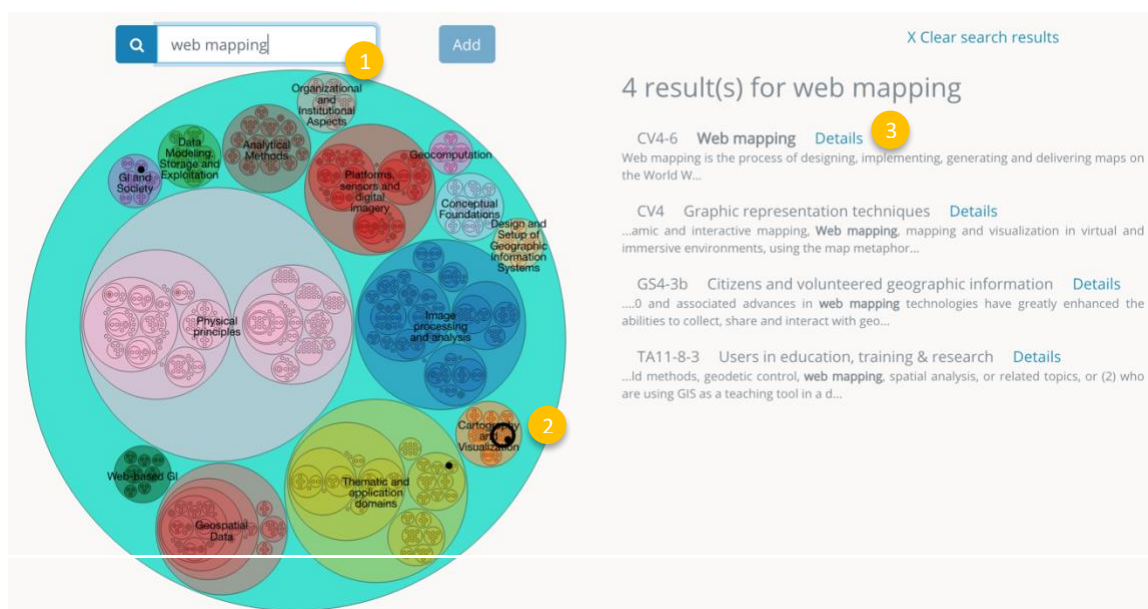 web mapping
Add
1
Organizational
and
Institutional
Aspects
Data
Modeling,
Storage and
Exploitation
Analytical
Methods
GI and
Society
Platforms,
sensors and
digital
imagery
Geocomputation
Conceptual
Foundations
Design and
Setup of
Geographic
Information
Systems
Physical
principles
Image
processing
and analysis
Cartography
and
Visualization
2
Web-based GI
Thematic and
application
domains
Geospatial
Data
X Clear search results
4 result(s) for web mapping
3
CV4-6 Web mapping Details
Web mapping is the process of designing, implementing, generating and delivering maps on
the World W...
CV4 Graphic representation techniques Details
...amic and interactive mapping, Web mapping, mapping and visualization in virtual and
immersive environments, using the map metaphor...
GS4-3b Citizens and volunteered geographic information Details
....0 and associated advances in web mapping technologies have greatly enhanced the
abilities to collect, share and interact with geo...
TA11-8-3 Users in education, training & research Details
...ld methods, geodetic control, web mapping, spatial analysis, or related topics, or (2) who
are using GIS as a teaching tool in a d...